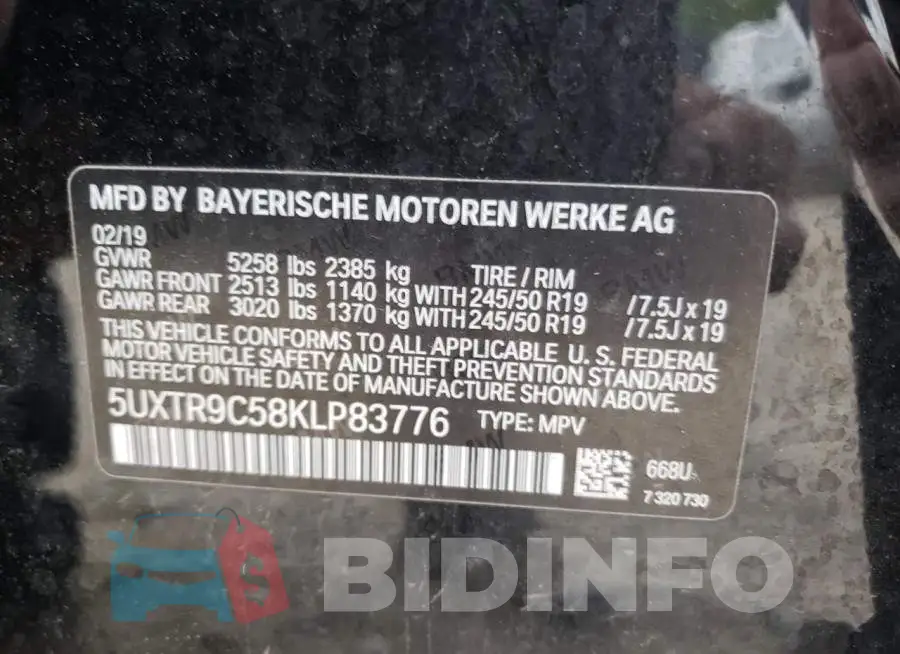 MFD BY BAYERISCHE MOTOREN WERKE AG
02/19
GVWR 5258 lbs 2385 kg TIRE / RIM
GAWR FRONT 2513 lbs 1140 kg WITH 245/50 R19 /7.5J x 19
GAWR REAR 3020 lbs 1370 kg WITH 245/50 R19 /7.5J x 19
THIS VEHICLE CONFORMS TO ALL APPLICABLE U. S. FEDERAL
MOTOR VEHICLE SAFETY AND THEFT PREVENTION STANDARDS
IN EFFECT ON THE DATE OF MANUFACTURE SHOWN ABOVE.
5UXTR9C58KLP83776 TYPE: MPV
668U
7 320 730
BIDINFO